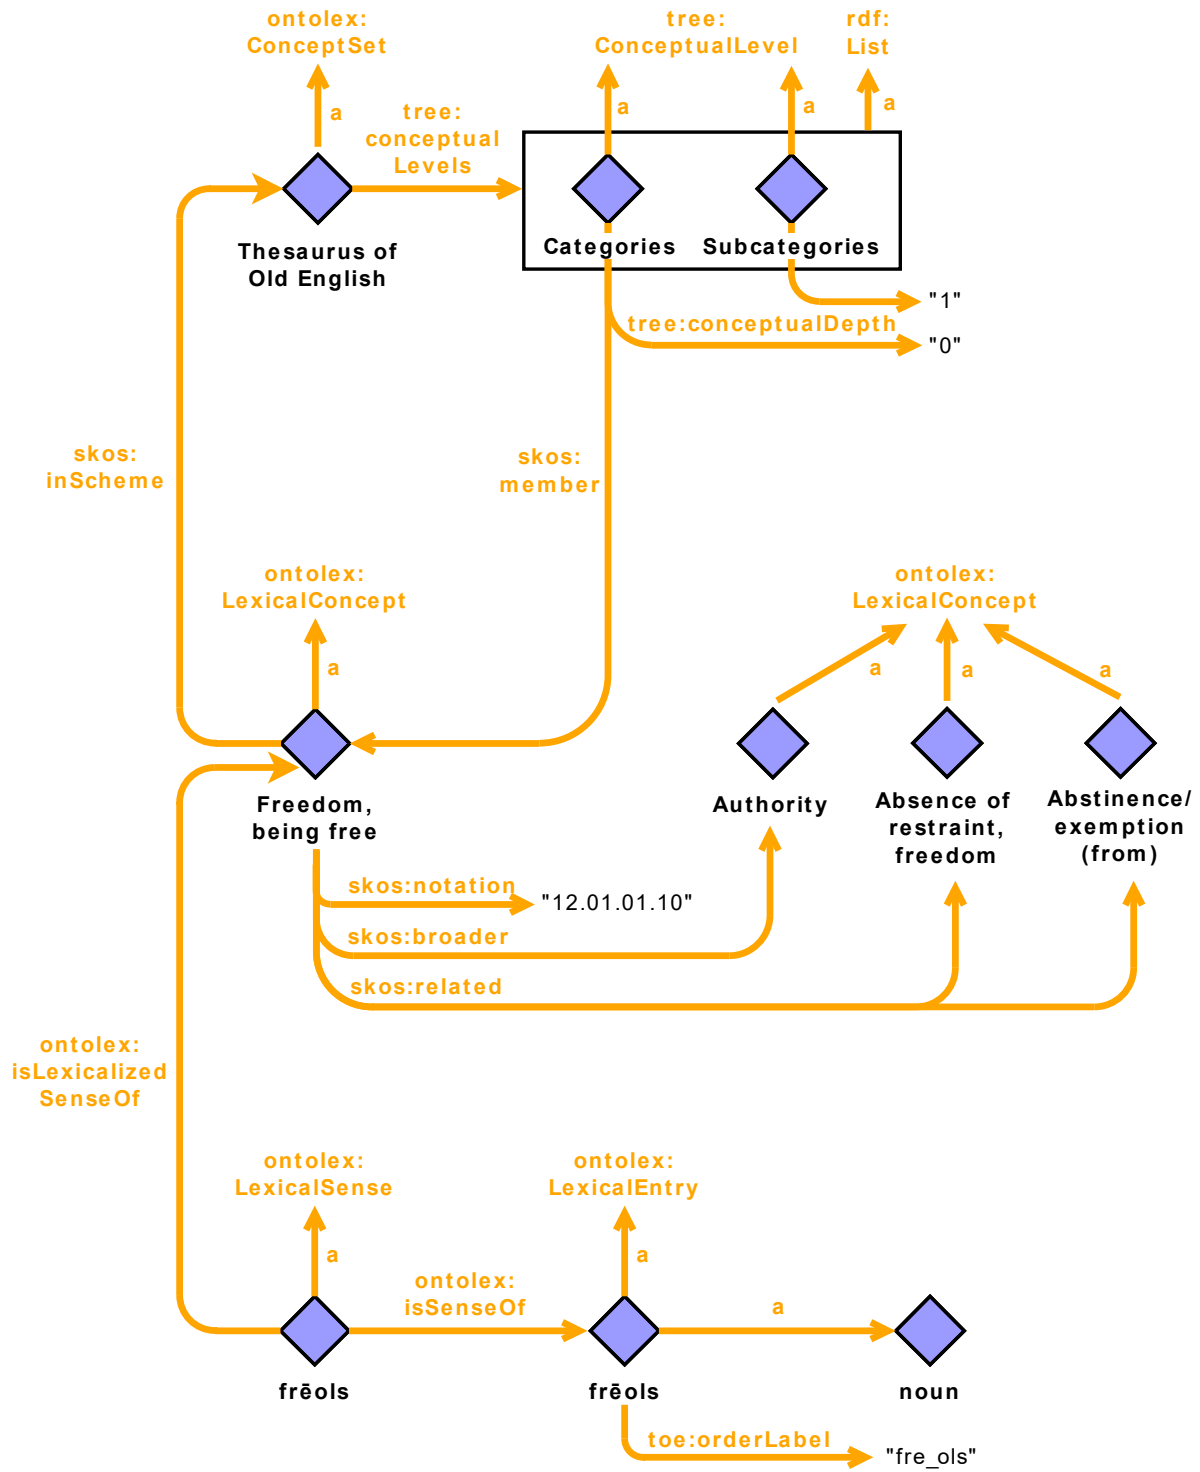 ontolex:
ConceptSet
tree:
ConceptualLevel
rdf:
List
a
a
a
a
tree:
conceptual
Levels
Thesaurus of
Old English
Categories
Subcategories
"1"
tree:conceptualDepth
"0"
skos:
inScheme
skos:
member
ontolex:
LexicalConcept
ontolex:
LexicalConcept
a
a
a
a
Freedom,
being free
Authority
Absence of
restraint,
freedom
Abstinence/
exemption
(from)
skos:notation
"12.01.01.10"
skos:broader
skos:related
ontolex:
isLexicalized
SenseOf
ontolex:
LexicalSense
ontolex:
LexicalEntry
a
a
ontolex:
isSenseOf
a
frēols
frēols
noun
toe:orderLabel
"fre_ols"